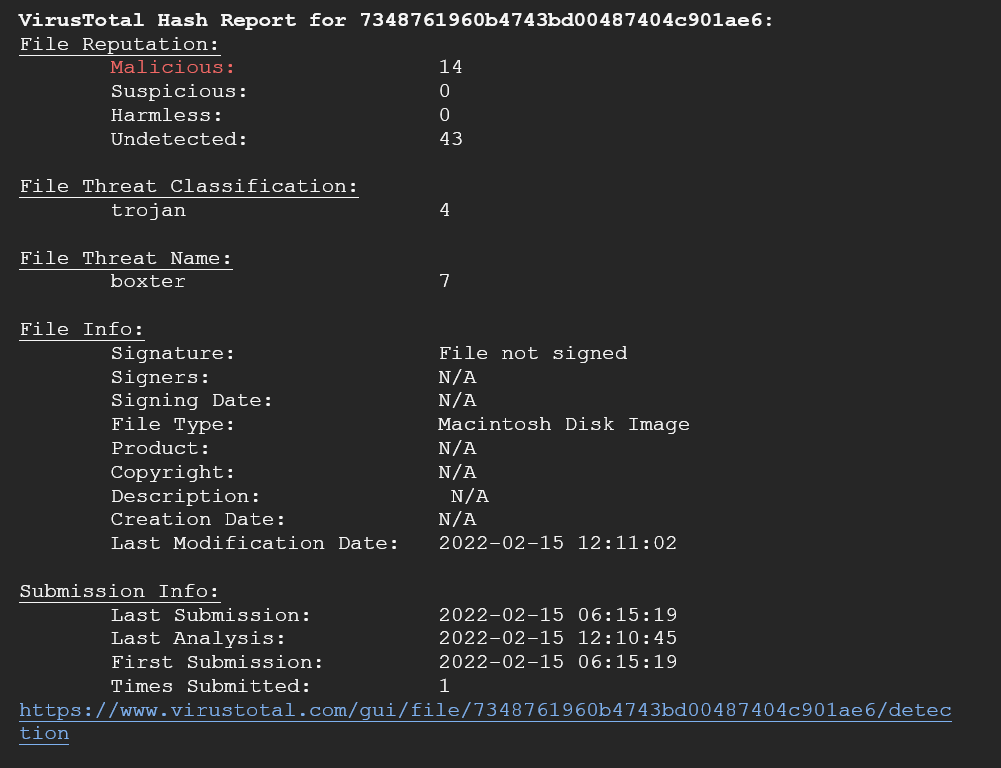 VirusTotal Hash Report for 7348761960b4743bd00487404c901ae6:
File Reputation:
Malicious: 14
Suspicious: 0
Harmless: 0
Undetected: 43
File Threat Classification:
trojan 4
File Threat Name:
boxter 7
File Info:
Signature: File not signed
Signers: N/A
Signing Date: N/A
File Type: Macintosh Disk Image
Product: N/A
Copyright: N/A
Description: N/A
Creation Date: N/A
Last Modification Date: 2022-02-15 12:11:02
Submission Info:
Last Submission: 2022-02-15 06:15:19
Last Analysis: 2022-02-15 12:10:45
First Submission: 2022-02-15 06:15:19
Times Submitted: 1
https://www.virustotal.com/gui/file/7348761960b4743bd00487404c901ae6/detec
tion